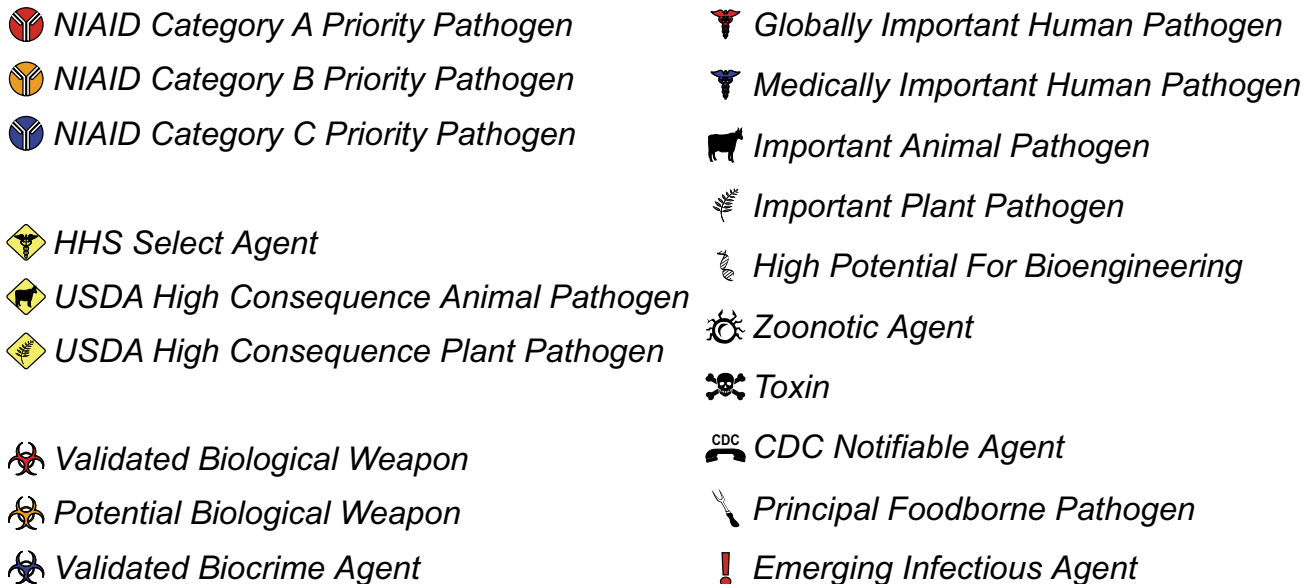 NIAID Category A Priority Pathogen
NIAID Category B Priority Pathogen
NIAID Category C Priority Pathogen
HHS Select Agent
USDA High Consequence Animal Pathogen
USDA High Consequence Plant Pathogen
Validated Biological Weapon
Potential Biological Weapon
Validated Biocrime Agent
Globally Important Human Pathogen
Medically Important Human Pathogen
Important Animal Pathogen
Important Plant Pathogen
High Potential For Bioengineering
Zoonotic Agent
Toxin
CDC CDC Notifiable Agent
Principal Foodborne Pathogen
Emerging Infectious Agent